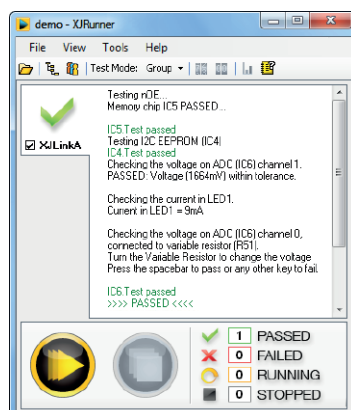 demo - XJRunner
File View Tools Help
Test Mode: Group
XJLinkA
Testing nOE...
Memory chip IC5 PASSED...
IC5.Test passed
Testing I2C EEPROM (IC4)
IC4.Test passed
Checking the voltage on ADC (IC6) channel 1.
PASSED: Voltage (1664mV) within tolerance.
Checking the current in LED1.
Current in LED1 = 9mA
Checking the voltage on ADC (IC6) channel 0,
connected to variable resistor (R51).
Turn the Variable Resistor to change the voltage
Press the spacebar to pass or any other key to fail.
IC6.Test passed
>>>> PASSED <<<<
1 PASSED
0 FAILED
0 RUNNING
0 STOPPED